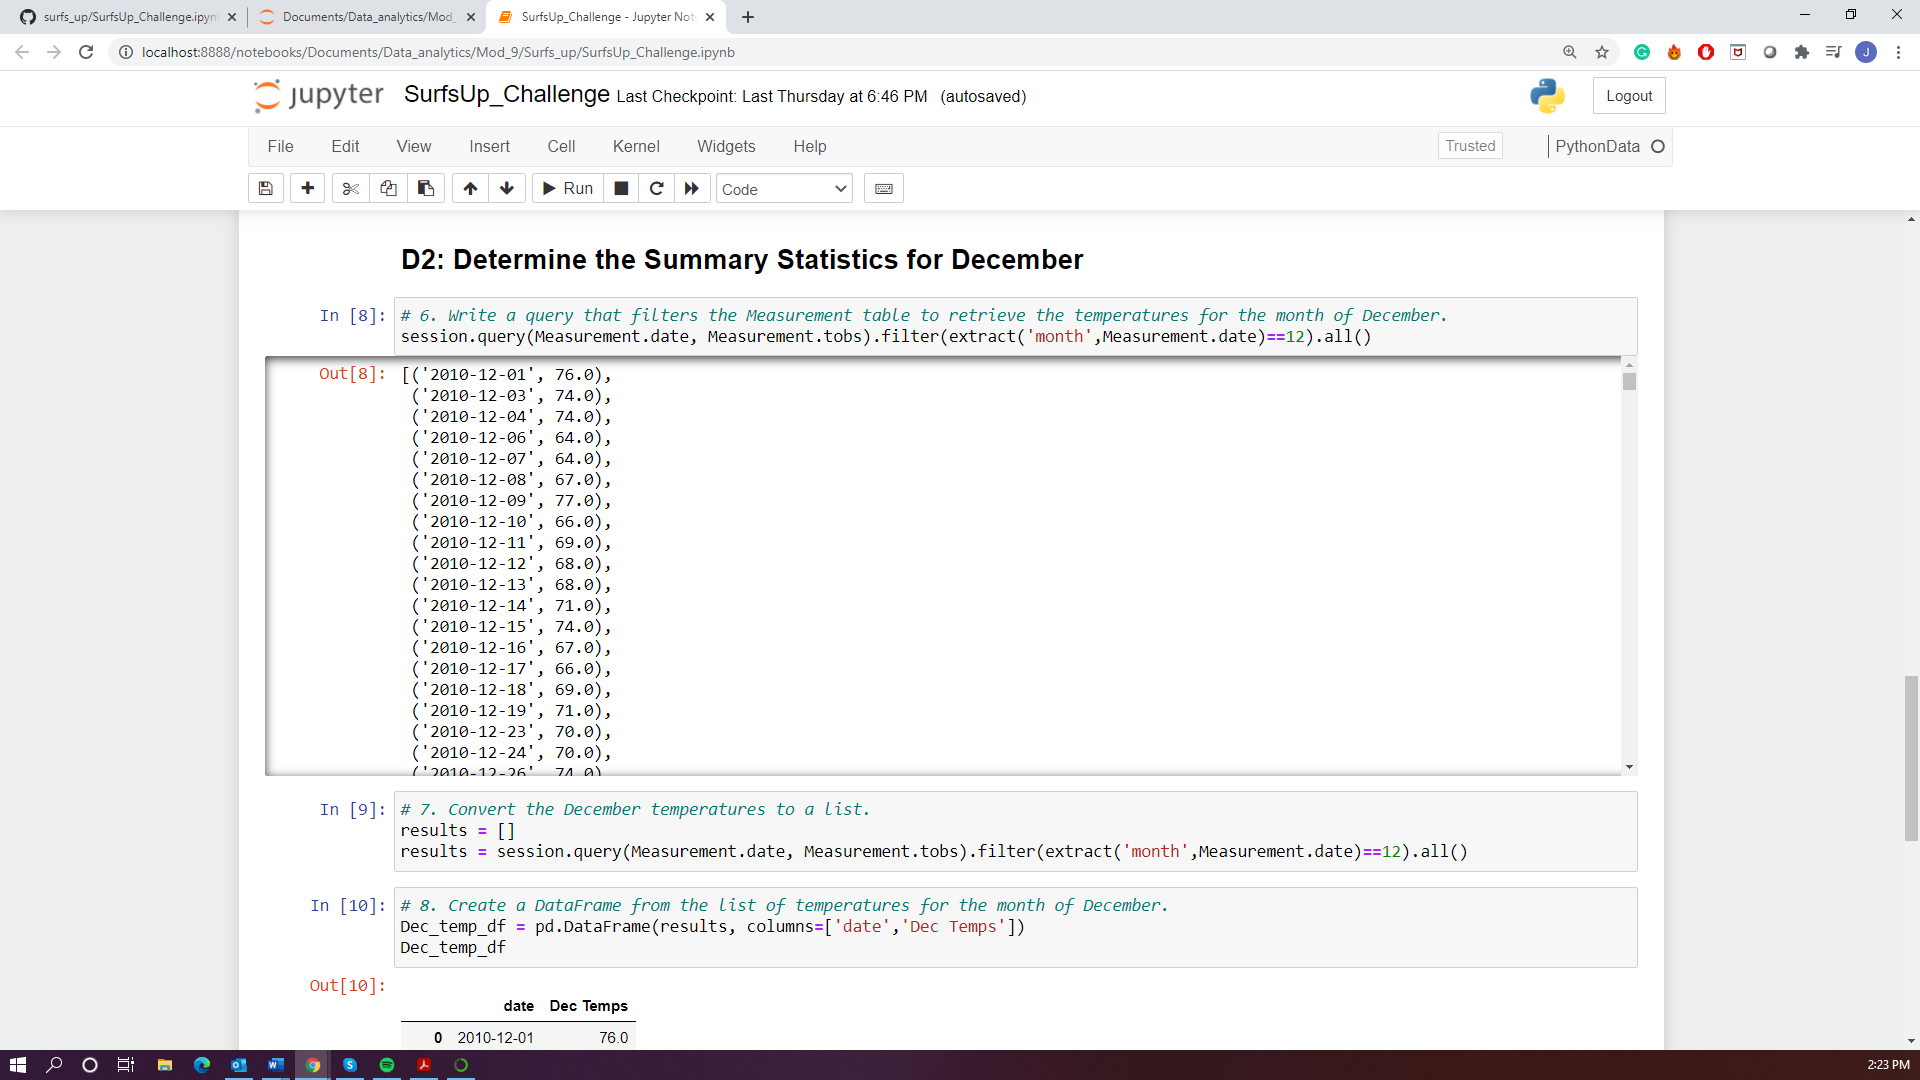 surfs_up/SurfsUp_Challenge.ipyn
Documents/Data_analytics/Mod_
SurfsUp_Challenge - Jupyter Not
localhost:8888/notebooks/Documents/Data_analytics/Mod_9/Surfs_up/SurfsUp_Challenge.ipynb
J
jupyter SurfsUp_Challenge Last Checkpoint: Last Thursday at 6:46 PM (autosaved)
Logout
File Edit View Insert Cell Kernel Widgets Help
Trusted
PythonData
Run
Code
D2: Determine the Summary Statistics for December
In [8]: # 6. Write a query that filters the Measurement table to retrieve the temperatures for the month of December.
session.query(Measurement.date, Measurement.tobs).filter(extract('month',Measurement.date)==12).all()
Out[8]: [('2010-12-01', 76.0),
('2010-12-03', 74.0),
('2010-12-04', 74.0),
('2010-12-06', 64.0),
('2010-12-07', 64.0),
('2010-12-08', 67.0),
('2010-12-09', 77.0),
('2010-12-10', 66.0),
('2010-12-11', 69.0),
('2010-12-12', 68.0),
('2010-12-13', 68.0),
('2010-12-14', 71.0),
('2010-12-15', 74.0),
('2010-12-16', 67.0),
('2010-12-17', 66.0),
('2010-12-18', 69.0),
('2010-12-19', 71.0),
('2010-12-23', 70.0),
('2010-12-24', 70.0),
('2010-12-26', 74.0)
In [9]: # 7. Convert the December temperatures to a list.
results = []
results = session.query(Measurement.date, Measurement.tobs).filter(extract('month',Measurement.date)==12).all()
In [10]: # 8. Create a DataFrame from the list of temperatures for the month of December.
Dec_temp_df = pd.DataFrame(results, columns=['date','Dec Temps'])
Dec_temp_df
Out[10]:
date Dec Temps
0 2010-12-01 76.0
2:23 PM